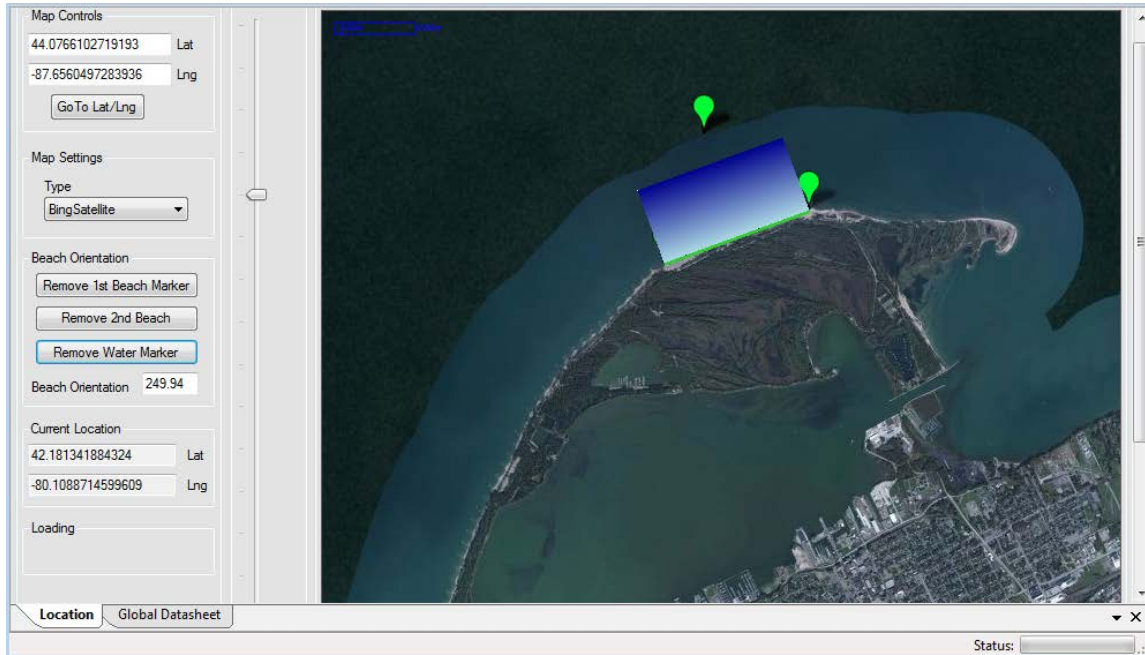 Map Controls
44.0766102719193 Lat
-87.6560497283936 Lng
GoTo Lat/Lng
Map Settings
Type
BingSatellite
Beach Orientation
Remove 1st Beach Marker
Remove 2nd Beach
Remove Water Marker
Beach Orientation 249.94
Current Location
42.181341884324 Lat
-80.1088714599609 Lng
Loading
Location Global Datasheet
Status: